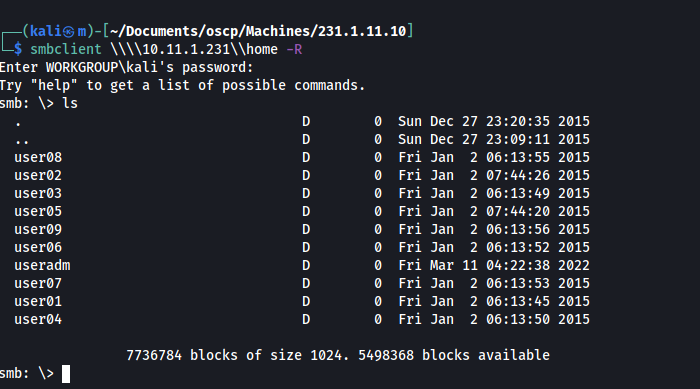 (kali㉿m)-[~/Documents/oscp/Machines/231.1.11.10]
$ smbclient \\\\10.11.1.231\\home -R
Enter WORKGROUP\kali's password:
Try "help" to get a list of possible commands.
smb: \> ls
. D 0 Sun Dec 27 23:20:35 2015
.. D 0 Sun Dec 27 23:09:11 2015
user08 D 0 Fri Jan 2 06:13:55 2015
user02 D 0 Fri Jan 2 07:44:26 2015
user03 D 0 Fri Jan 2 06:13:49 2015
user05 D 0 Fri Jan 2 07:44:20 2015
user09 D 0 Fri Jan 2 06:13:56 2015
user06 D 0 Fri Jan 2 06:13:52 2015
useradm D 0 Fri Mar 11 04:22:38 2022
user07 D 0 Fri Jan 2 06:13:53 2015
user01 D 0 Fri Jan 2 06:13:45 2015
user04 D 0 Fri Jan 2 06:13:50 2015
7736784 blocks of size 1024. 5498368 blocks available
smb: \>